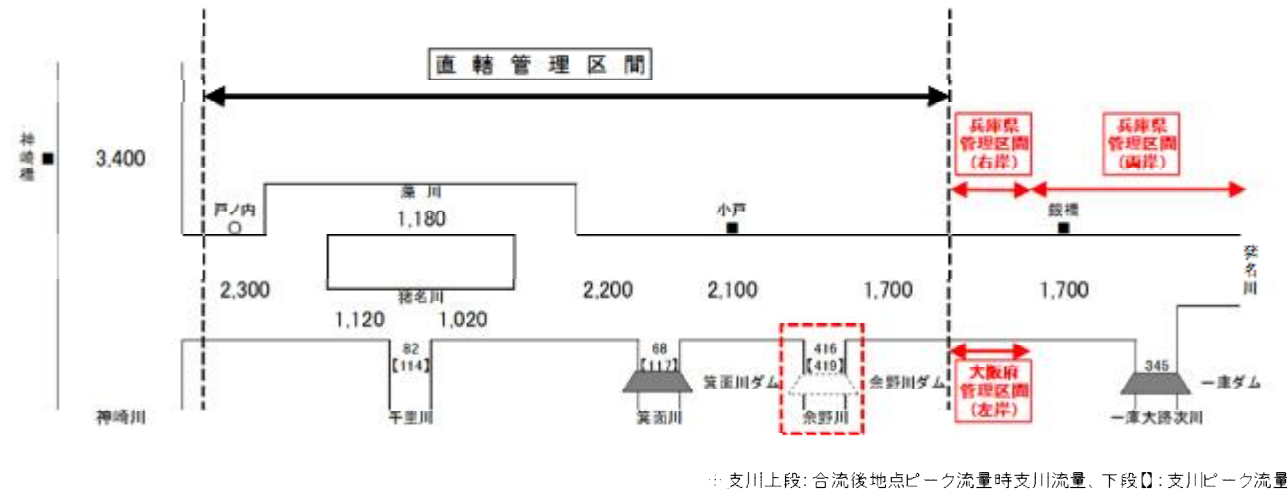 直轄管理区間
兵庫県
管理区間
(右岸)
兵庫県
管理区間
(両岸)
神崎橋
3,400
藻川
戸ノ内
1,180
小戸
銀橋
猪名川
2,300
猪名川
2,200
2,100
1,700
1,700
1,120
1,020
82
【114】
68
【117】
416
【419】
345
箕面川ダム
余野川ダム
大阪府
管理区間
(左岸)
一庫ダム
神崎川
千里川
箕面川
余野川
一庫大路次川
※支川上段:合流後地点ピーク流量時支川流量、下段【】:支川ピーク流量